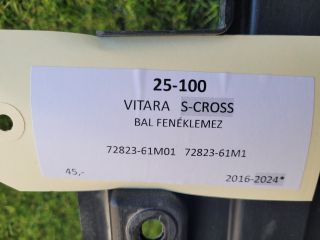 25-100
VITARA S-CROSS
BAL FENÉKLEMEZ
72823-61M01 72823-61M1
45,- 2016-2024*